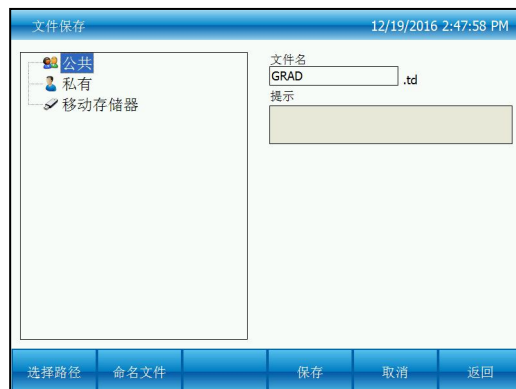 文件保存 12/19/2016 2:47:58 PM
公共
私有
移动存储器
文件名
GRAD .td
提示
选择路径 命名文件 保存 取消 返回